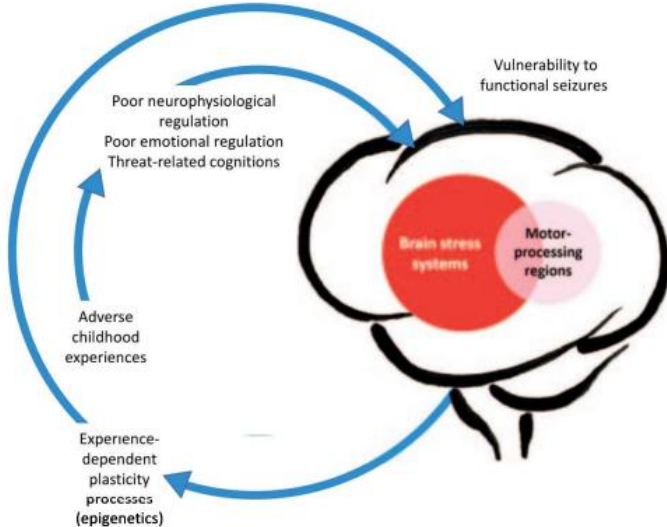 Vulnerability to
functional seizures
Poor neurophysiological
regulation
Poor emotional regulation
Threat-related cognitions
Brain stress
systems
Motor-
processing
regions
Adverse
childhood
experiences
Experience-
dependent
plasticity
processes
(epigenetics)